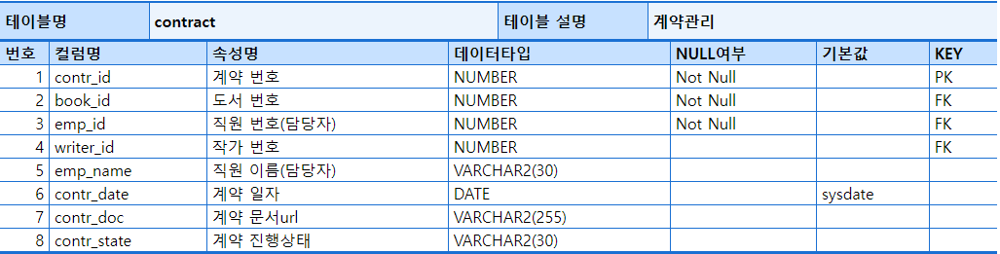 테이블명 contract 테이블 설명 계약관리
번호 컬럼명 속성명 데이터타입 NULL여부 기본값 KEY
1 contr_id 계약 번호 NUMBER Not Null PK
2 book_id 도서 번호 NUMBER Not Null FK
3 emp_id 직원 번호(담당자) NUMBER Not Null FK
4 writer_id 작가 번호 NUMBER FK
5 emp_name 직원 이름(담당자) VARCHAR2(30)
6 contr_date 계약 일자 DATE sysdate
7 contr_doc 계약 문서url VARCHAR2(255)
8 contr_state 계약 진행상태 VARCHAR2(30)